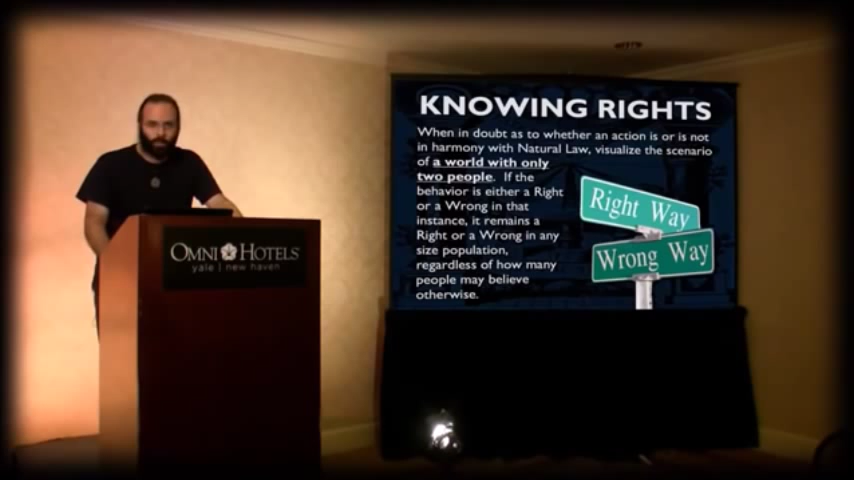 KNOWING RIGHTS
When in doubt as to whether an action is or is not
in harmony with Natural Law, visualize the scenario
of a world with only
two people. If the
behavior is either a Right
or a Wrong in that
instance, it remains a
Right or a Wrong in any
size population,
regardless of how many
people may believe
otherwise.
Right Way
Wrong Way
OMNI HOTELS
yale | new haven